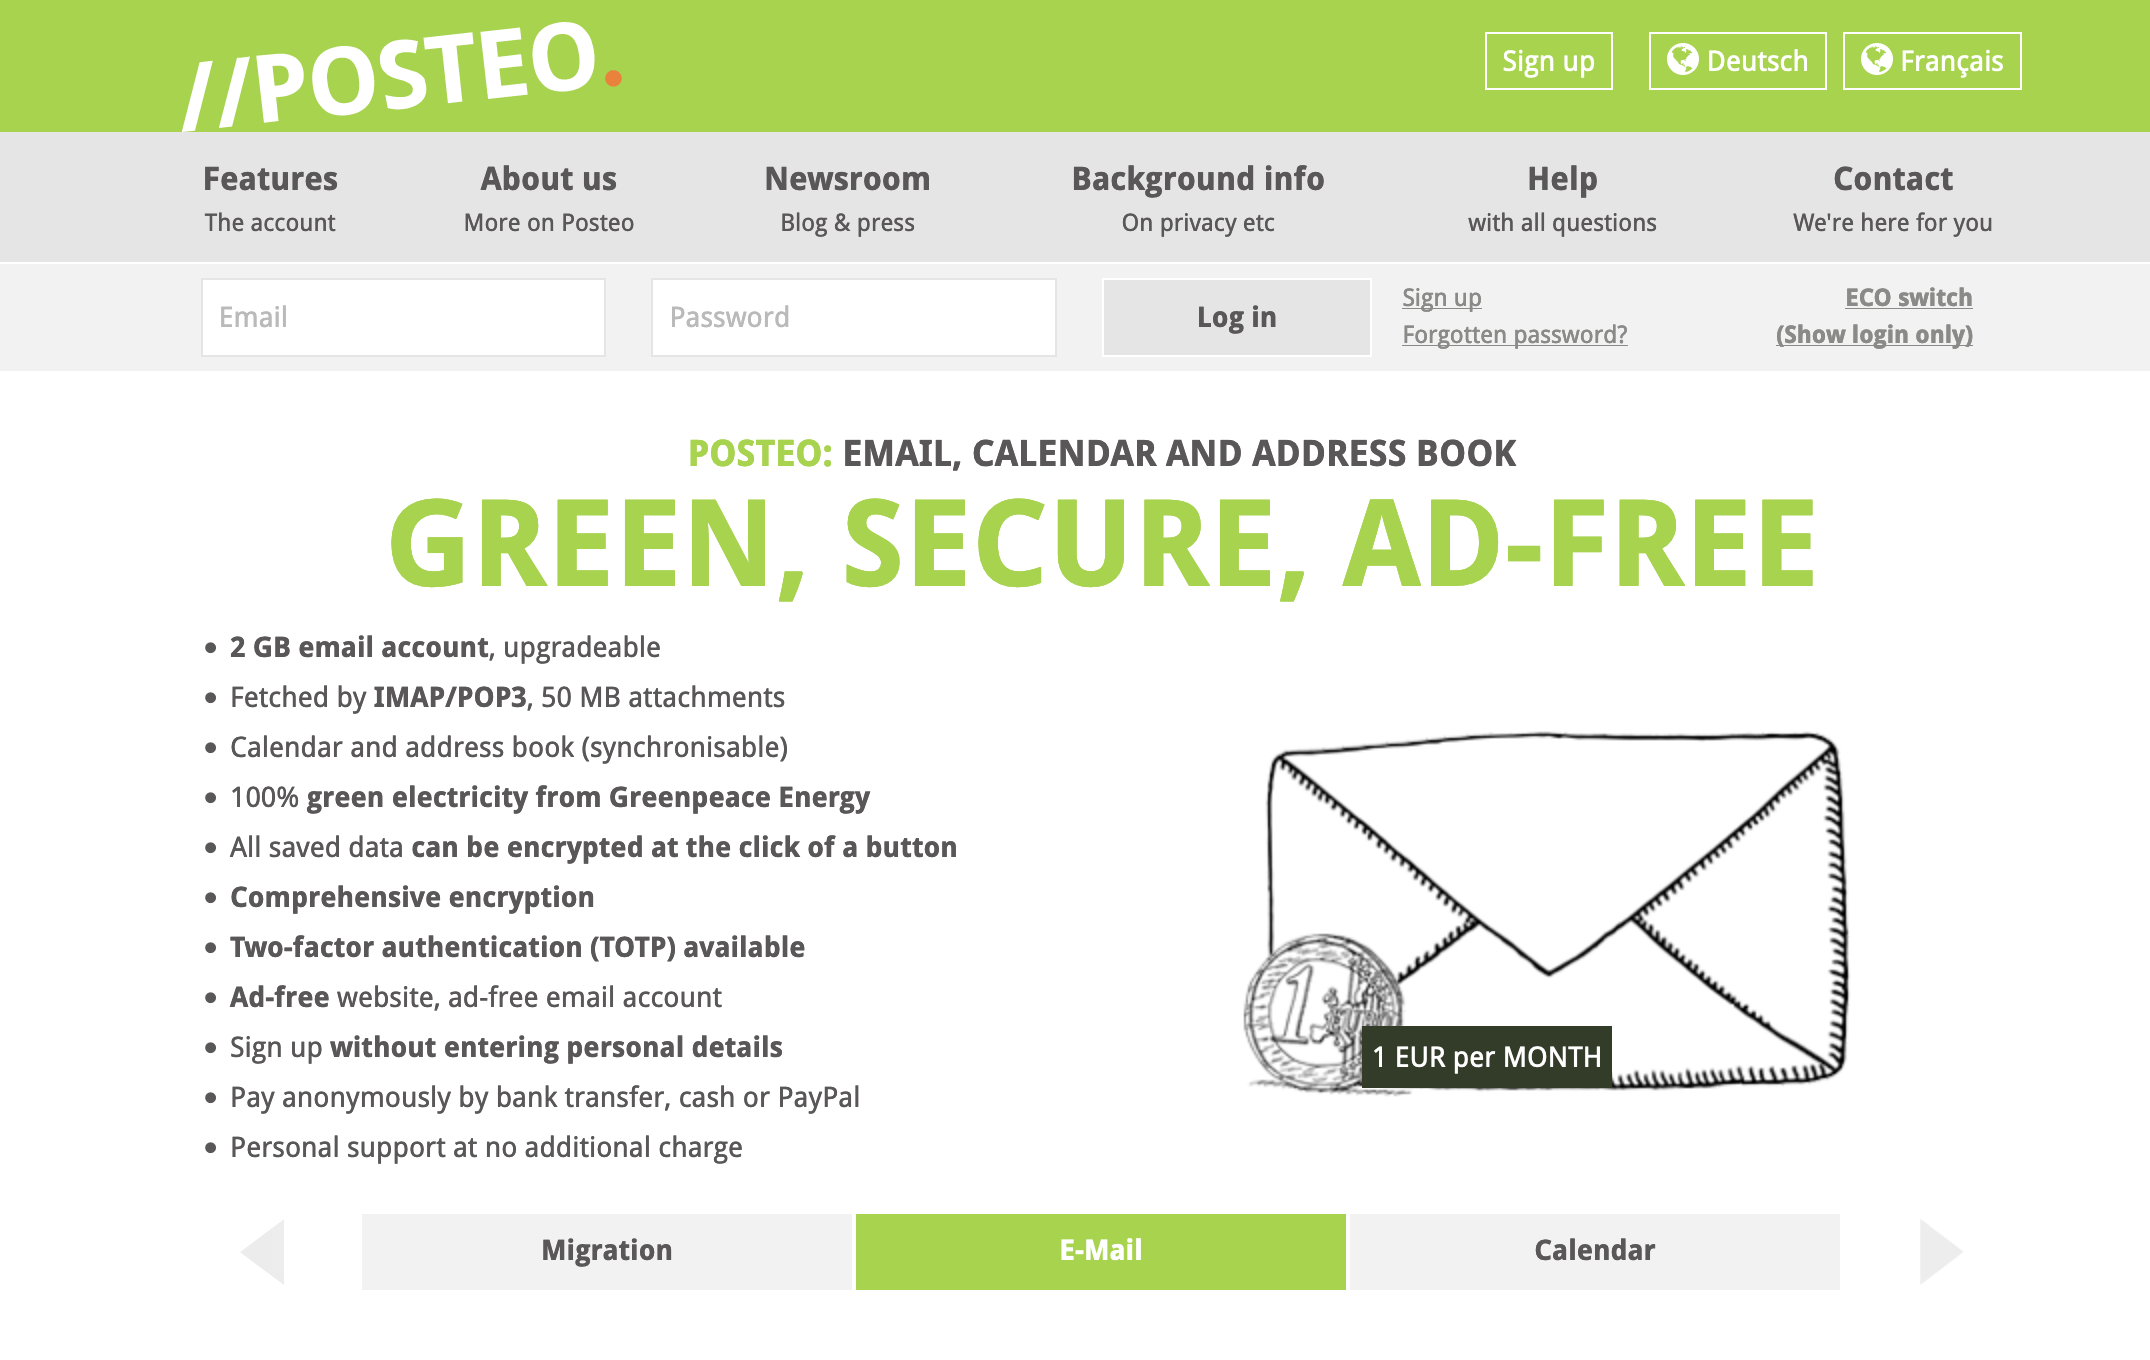 //POSTEO.
Sign up
Deutsch
Français
Features
The account
About us
More on Posteo
Newsroom
Blog & press
Background info
On privacy etc
Help
with all questions
Contact
We're here for you
Email
Password
Log in
Sign up
Forgotten password?
ECO switch
(Show login only)
POSTEO: EMAIL, CALENDAR AND ADDRESS BOOK
GREEN, SECURE, AD-FREE
• 2 GB email account, upgradeable
• Fetched by IMAP/POP3, 50 MB attachments
• Calendar and address book (synchronisable)
• 100% green electricity from Greenpeace Energy
• All saved data can be encrypted at the click of a button
• Comprehensive encryption
• Two-factor authentication (TOTP) available
• Ad-free website, ad-free email account
• Sign up without entering personal details
• Pay anonymously by bank transfer, cash or PayPal
• Personal support at no additional charge
1
1 EUR per MONTH
Migration
E-Mail
Calendar